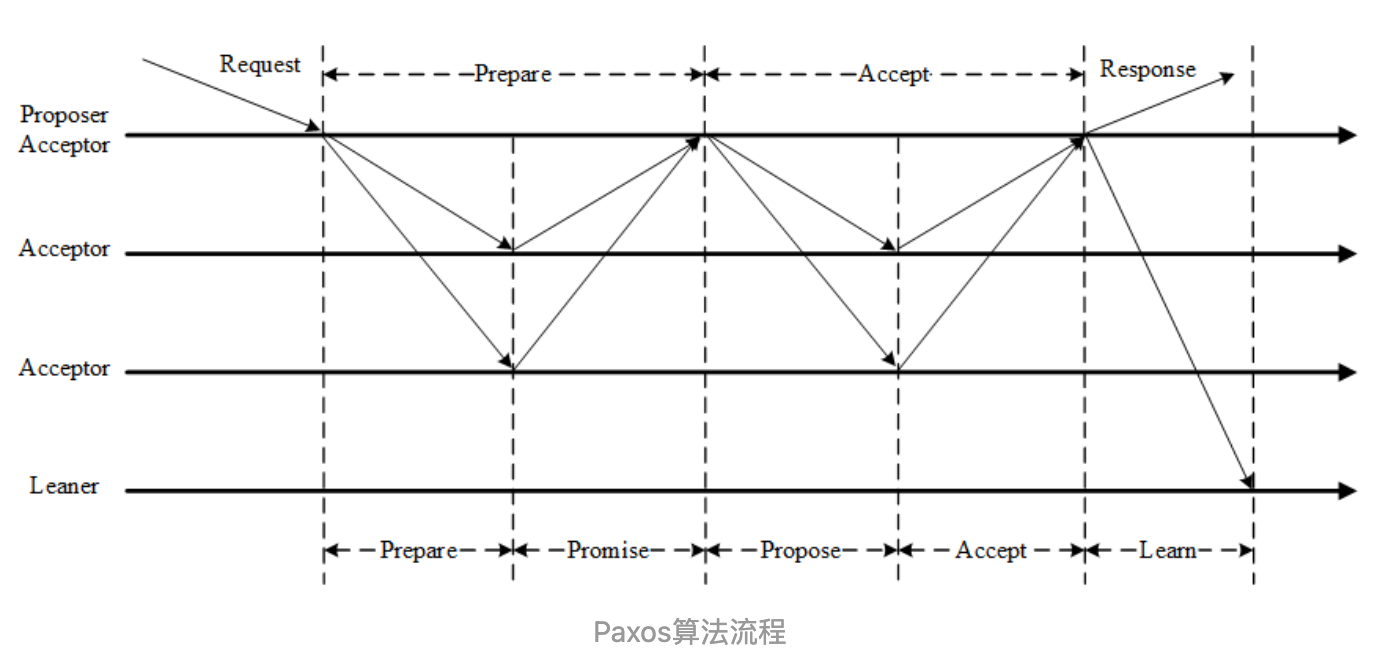 Request
Prepare
Accept
Response
Proposer
Acceptor
Acceptor
Acceptor
Leaner
Prepare
Promise
Propose
Accept
Learn
Paxos算法流程